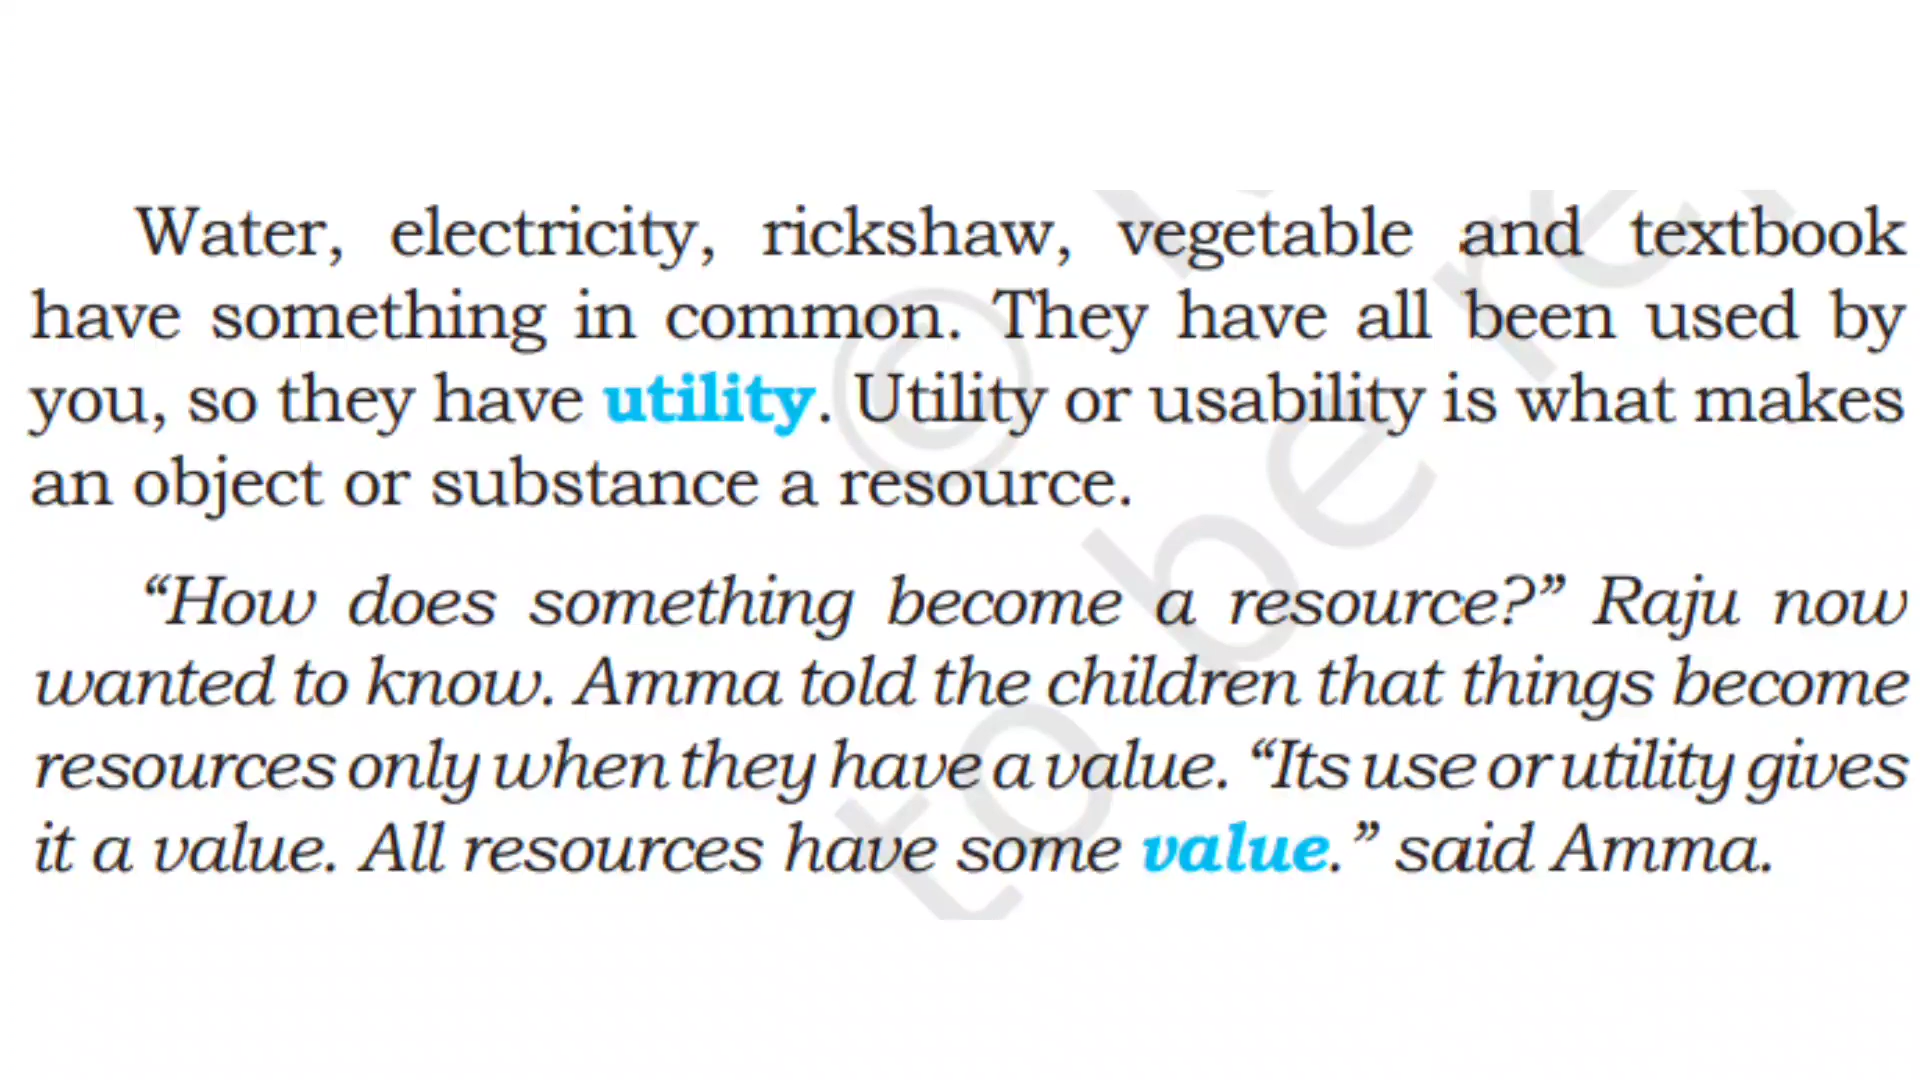 Water, electricity, rickshaw, vegetable and textbook
have something in common. They have all been used by
you, so they have utility. Utility or usability is what makes
an object or substance a resource.
“How does something become a resource?” Raju now
wanted to know. Amma told the children that things become
resources only when they have a value. “Its use or utility gives
it a value. All resources have some value.” said Amma.
© 
to be re